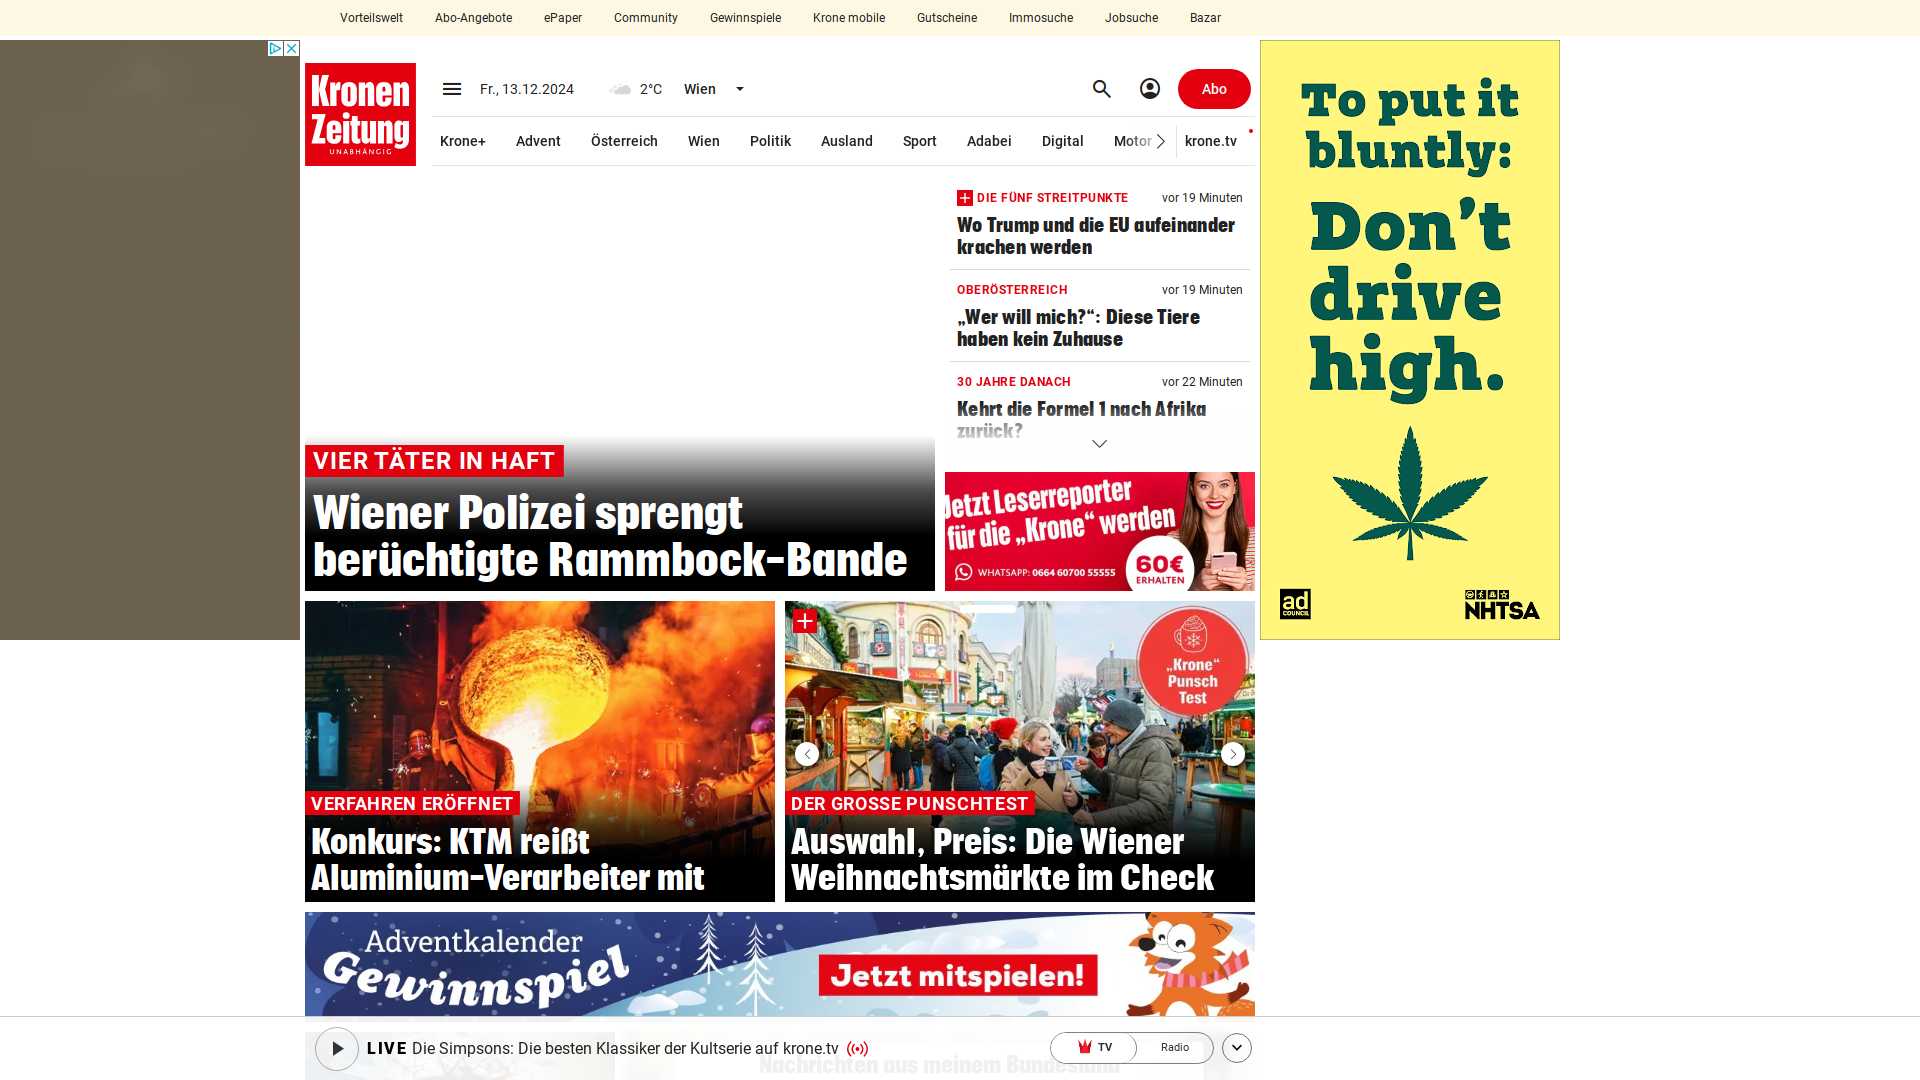 Vorteilswelt Abo-Angebote ePaper Community Gewinnspiele Krone mobile Gutscheine Immosuche Jobsuche Bazar
Kronen
Zeitung
UNABHÄNGIG
Fr., 13.12.2024 2°C Wien
Abo
Krone+ Advent Österreich Wien Politik Ausland Sport Adabei Digital Motor krone.tv
VIER TÄTER IN HAFT
Wiener Polizei sprengt
berüchtigte Rammbock-Bande
DIE FÜNF STREITPUNKTE vor 19 Minuten
Wo Trump und die EU aufeinander
krachen werden
OBERÖSTERREICH vor 19 Minuten
„Wer will mich?“: Diese Tiere
haben kein Zuhause
30 JAHRE DANACH vor 22 Minuten
Kehrt die Formel 1 nach Afrika
zurück?
Jetzt Leserreporter
für die „Krone“ werden
WHATSAPP: 0664 60700 55555
60€
ERHALTEN
VERFAHREN ERÖFFNET
Konkurs: KTM reißt
Aluminium-Verarbeiter mit
„Krone“
Punsch
Test
DER GROSSE PUNSCHTEST
Auswahl, Preis: Die Wiener
Weihnachtsmärkte im Check
Adventkalender
Gewinnspiel
Jetzt mitspielen!
LIVE Die Simpsons: Die besten Klassiker der Kultserie auf krone.tv
TV Radio
Nachrichten aus meinem Bundesland
To put it
bluntly:
Don’t
drive
high.
ad
COUNCIL
NHTSA